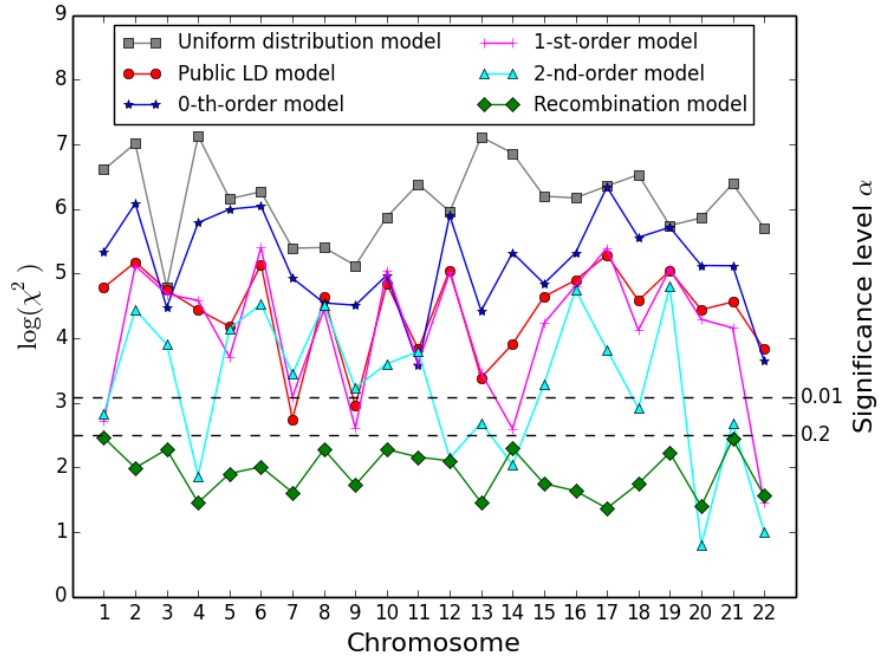 9
8
7
6
5
4
3
2
1
0
log(χ²)
Uniform distribution model
Public LD model
0-th-order model
1-st-order model
2-nd-order model
Recombination model
0.01
0.2
Significance level α
1 2 3 4 5 6 7 8 9 10 11 12 13 14 15 16 17 18 19 20 21 22
Chromosome